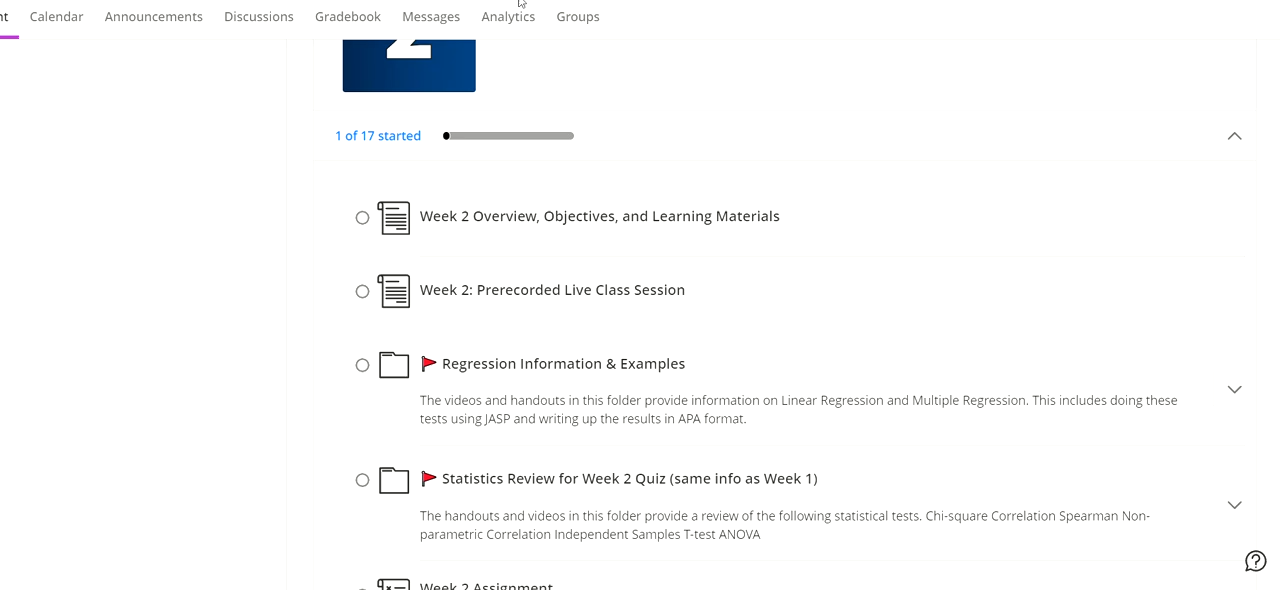 nt Calendar Announcements Discussions Gradebook Messages Analytics Groups
2
1 of 17 started
Week 2 Overview, Objectives, and Learning Materials
Week 2: Prerecorded Live Class Session
Regression Information & Examples
The videos and handouts in this folder provide information on Linear Regression and Multiple Regression. This includes doing these
tests using JASP and writing up the results in APA format.
Statistics Review for Week 2 Quiz (same info as Week 1)
The handouts and videos in this folder provide a review of the following statistical tests. Chi-square Correlation Spearman Non-
parametric Correlation Independent Samples T-test ANOVA
Week 2 Assignment